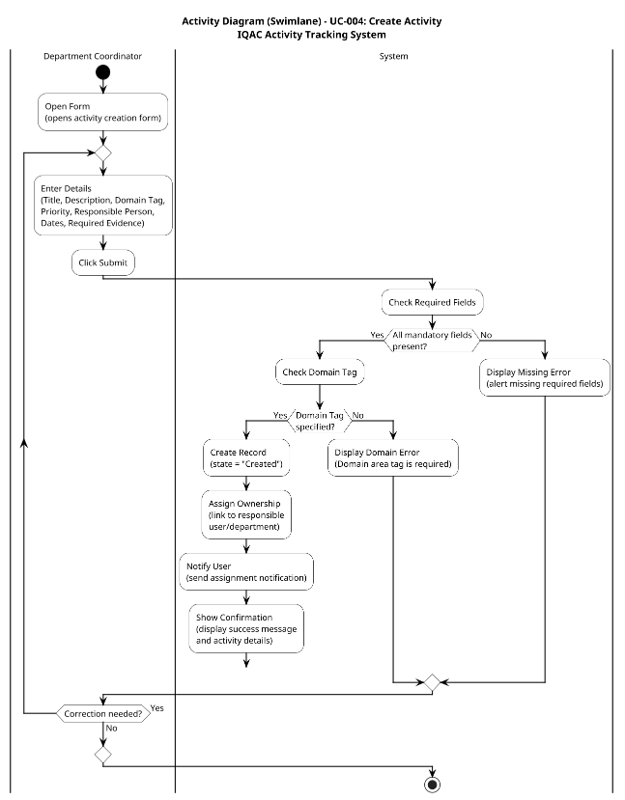 Activity Diagram (Swimlane) - UC-004: Create Activity
IQAC Activity Tracking System
Department Coordinator
System
Open Form
(opens activity creation form)
Enter Details
(Title, Description, Domain Tag,
Priority, Responsible Person,
Dates, Required Evidence)
Click Submit
Check Required Fields
Yes
All mandatory fields
present?
No
Check Domain Tag
Display Missing Error
(alert missing required fields)
Yes
Domain Tag
specified?
No
Create Record
(state = "Created")
Display Domain Error
(Domain area tag is required)
Assign Ownership
(link to responsible
user/department)
Notify User
(send assignment notification)
Show Confirmation
(display success message
and activity details)
Correction needed?
Yes
No